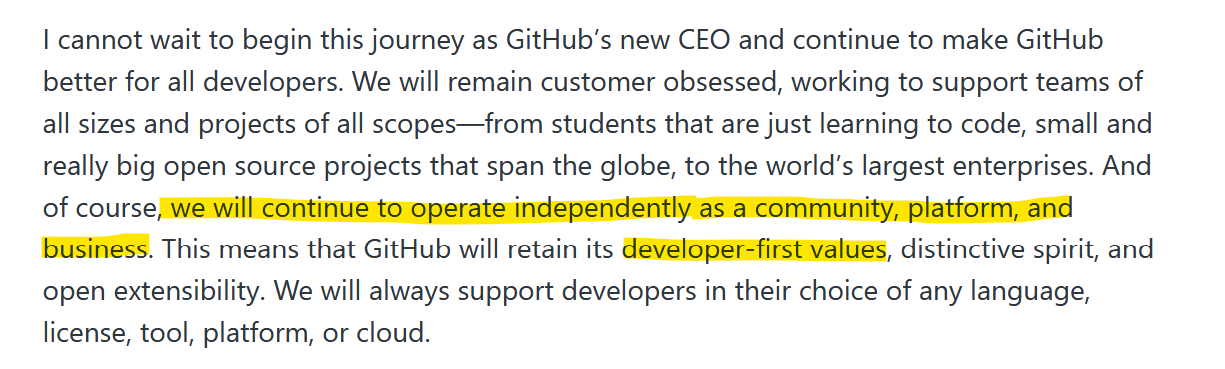 I cannot wait to begin this journey as GitHub’s new CEO and continue to make GitHub
better for all developers. We will remain customer obsessed, working to support teams of
all sizes and projects of all scopes—from students that are just learning to code, small and
really big open source projects that span the globe, to the world’s largest enterprises. And
of course, we will continue to operate independently as a community, platform, and
business. This means that GitHub will retain its developer-first values, distinctive spirit, and
open extensibility. We will always support developers in their choice of any language,
license, tool, platform, or cloud.